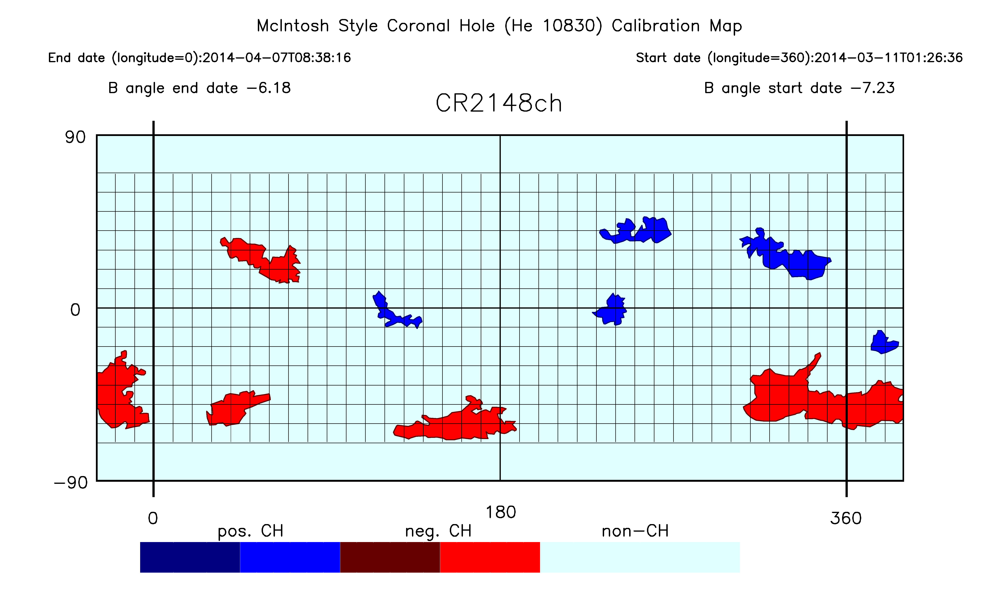 McIntosh Style Coronal Hole (He 10830) Calibration Map
End date (longitude=0):2014-04-07T08:38:16
Start date (longitude=360):2014-03-11T01:26:36
B angle end date -6.18
B angle start date -7.23
CR2148ch
90
0
-90
0
180
360
pos. CH
neg. CH
non-CH